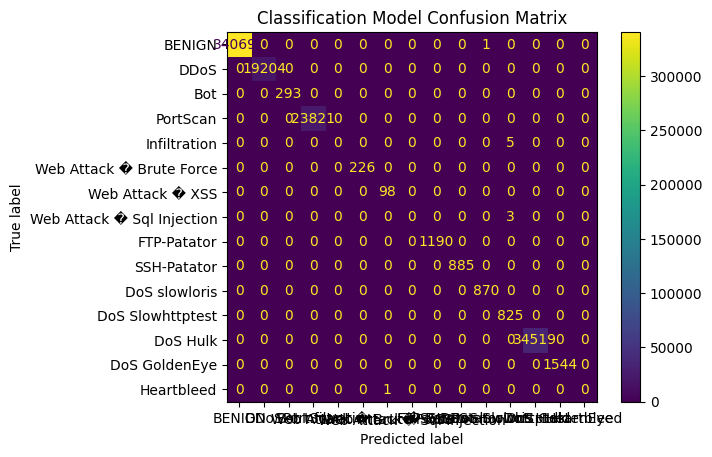 Classification Model Confusion Matrix
True label
BENIGN 0 0 0 0 0 0 0 0 0 1 0 0 0 0
DDoS 0 19204 0 0 0 0 0 0 0 0 0 0 0 0 0
Bot 0 0 293 0 0 0 0 0 0 0 0 0 0 0 0
PortScan 0 0 0 23821 0 0 0 0 0 0 0 0 0 0 0
Infiltration 0 0 0 0 0 0 0 0 0 0 0 5 0 0 0
Web Attack � Brute Force 0 0 0 0 0 226 0 0 0 0 0 0 0 0 0
Web Attack � XSS 0 0 0 0 0 0 98 0 0 0 0 0 0 0 0
Web Attack � Sql Injection 0 0 0 0 0 0 0 0 0 0 0 3 0 0 0
FTP-Patator 0 0 0 0 0 0 0 0 1190 0 0 0 0 0 0
SSH-Patator 0 0 0 0 0 0 0 0 0 885 0 0 0 0 0
DoS slowloris 0 0 0 0 0 0 0 0 0 0 870 0 0 0 0
DoS Slowhttptest 0 0 0 0 0 0 0 0 0 0 0 825 0 0 0
DoS Hulk 0 0 0 0 0 0 0 0 0 0 0 0 34519 0 0
DoS GoldenEye 0 0 0 0 0 0 0 0 0 0 0 0 0 1544 0
Heartbleed 0 0 0 0 0 0 1 0 0 0 0 0 0 0 0
BENIGN
Predicted label
300000
250000
200000
150000
100000
50000
0